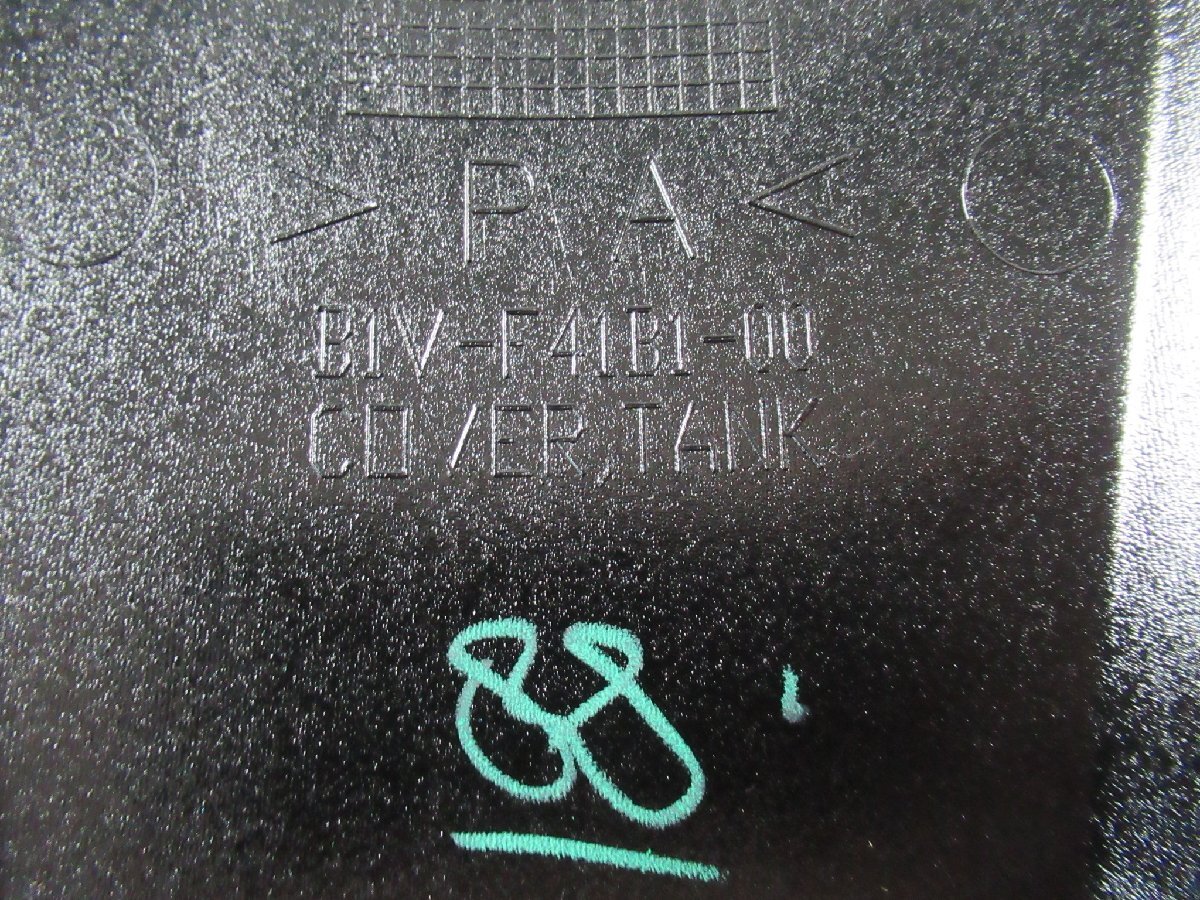 >PA<
B1V-F41B1-00
COVER,TANK
88